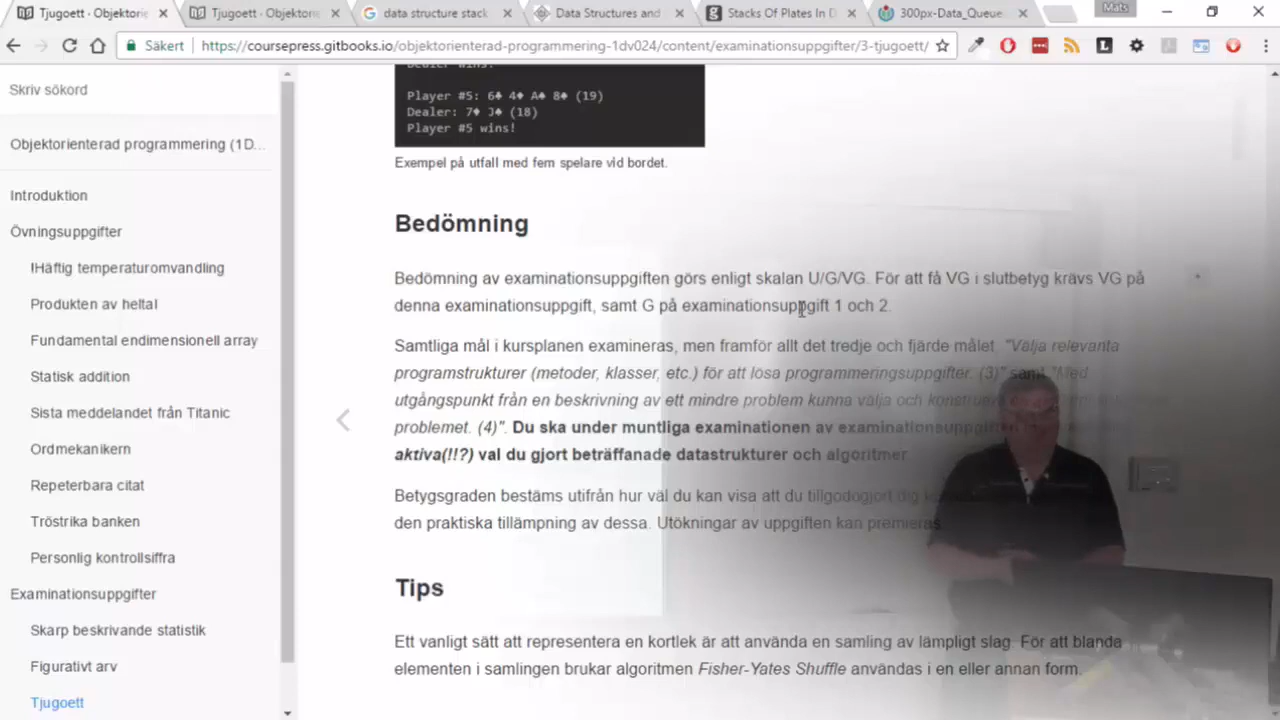 Tjugoett · Objektorie
Tjugoett · Objektorie
data structure stack
Data Structures and
Stacks Of Plates In D
300px-Data_Queue
Mats
Säkert
https://coursepress.gitbooks.io/objektorienterad-programmering-1dv024/content/examinationsuppgifter/3-tjugoett/
Skriv sökord
Objektorienterad programmering (1D...
Introduktion
Övningsuppgifter
!Häftig temperaturomvandling
Produkten av heltal
Fundamental endimensionell array
Statisk addition
Sista meddelandet från Titanic
Ordmekanikern
Repeterbara citat
Tröstrika banken
Personlig kontrollsiffra
Examinationsuppgifter
Skarp beskrivande statistik
Figurativt arv
Tjugoett
Dealer wins!
Player #5: 6♣ 4♦ A♠ 8♠ (19)
Dealer: 7♦ J♠ (18)
Player #5 wins!
Exempel på utfall med fem spelare vid bordet.
Bedömning
Bedömning av examinationsuppgiften görs enligt skalan U/G/VG. För att få VG i slutbetyg krävs VG på
denna examinationsuppgift, samt G på examinationsuppgift 1 och 2.
Samtliga mål i kursplanen examineras, men framför allt det tredje och fjärde målet, "Välja relevanta
programstrukturer (metoder, klasser, etc.) för att lösa programmeringsuppgifter. (3)" samt "Med
utgångspunkt från en beskrivning av ett mindre problem kunna välja och
problemet. (4)". Du ska under muntliga examinationen av examinationsuppgiften
aktiva(!!?) val du gjort beträffanade datastrukturer och algoritmer
Betygsgraden bestäms utifrån hur väl du kan visa att du tillgodogjort dig
den praktiska tillämpning av dessa. Utökningar av uppgiften kan premieras
Tips
Ett vanligt sätt att representera en kortlek är att använda en samling av lämpligt slag. För att blanda
elementen i samlingen brukar algoritmen Fisher-Yates Shuffle användas i en eller annan form.